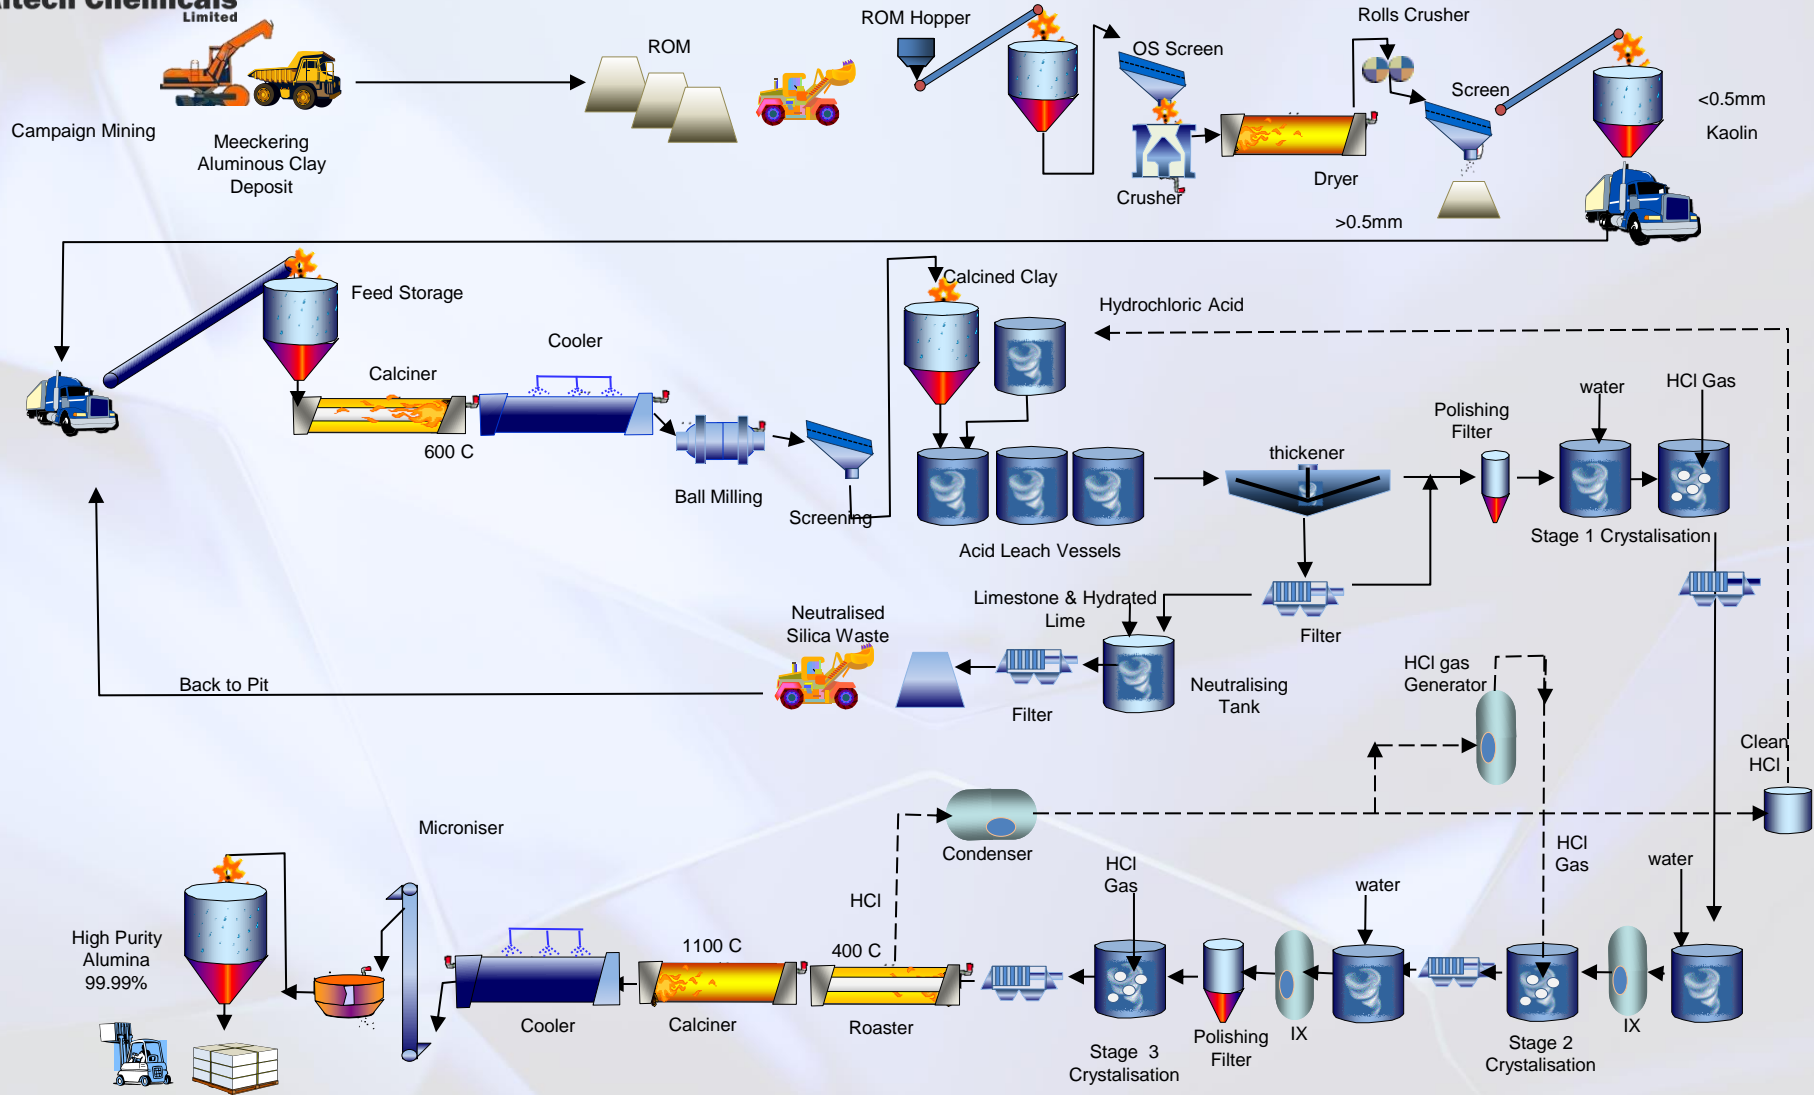 Altech Chemicals
Limited
ROM
ROM Hopper
OS Screen
Rolls Crusher
Screen
<0.5mm
Kaolin
Campaign Mining
Meeckering
Aluminous Clay
Deposit
Crusher
Dryer
>0.5mm
Feed Storage
Calcined Clay
Hydrochloric Acid
Cooler
Calciner
600 C
Ball Milling
Screening
Acid Leach Vessels
thickener
Polishing
Filter
water
HCl Gas
Stage 1 Crystalisation
Filter
Limestone & Hydrated
Lime
Neutralised
Silica Waste
Back to Pit
Filter
Neutralising
Tank
HCl gas
Generator
Clean
HCl
Microniser
Condenser
HCl
HCl
Gas
water
HCl
Gas
water
High Purity
Alumina
99.99%
Cooler
1100 C
Calciner
400 C
Roaster
Stage 3
Crystalisation
Polishing
Filter
IX
Stage 2
Crystalisation
IX